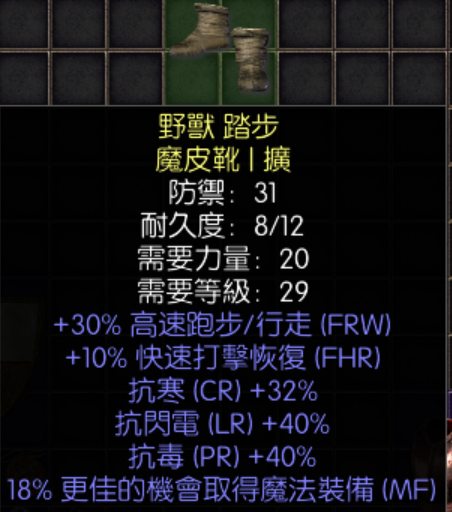 野獸 踏步
魔皮靴 | 擴
防禦: 31
耐久度: 8/12
需要力量: 20
需要等級: 29
+30% 高速跑步/行走 (FRW)
+10% 快速打擊恢復 (FHR)
抗寒 (CR) +32%
抗閃電 (LR) +40%
抗毒 (PR) +40%
18% 更佳的機會取得魔法裝備 (MF)